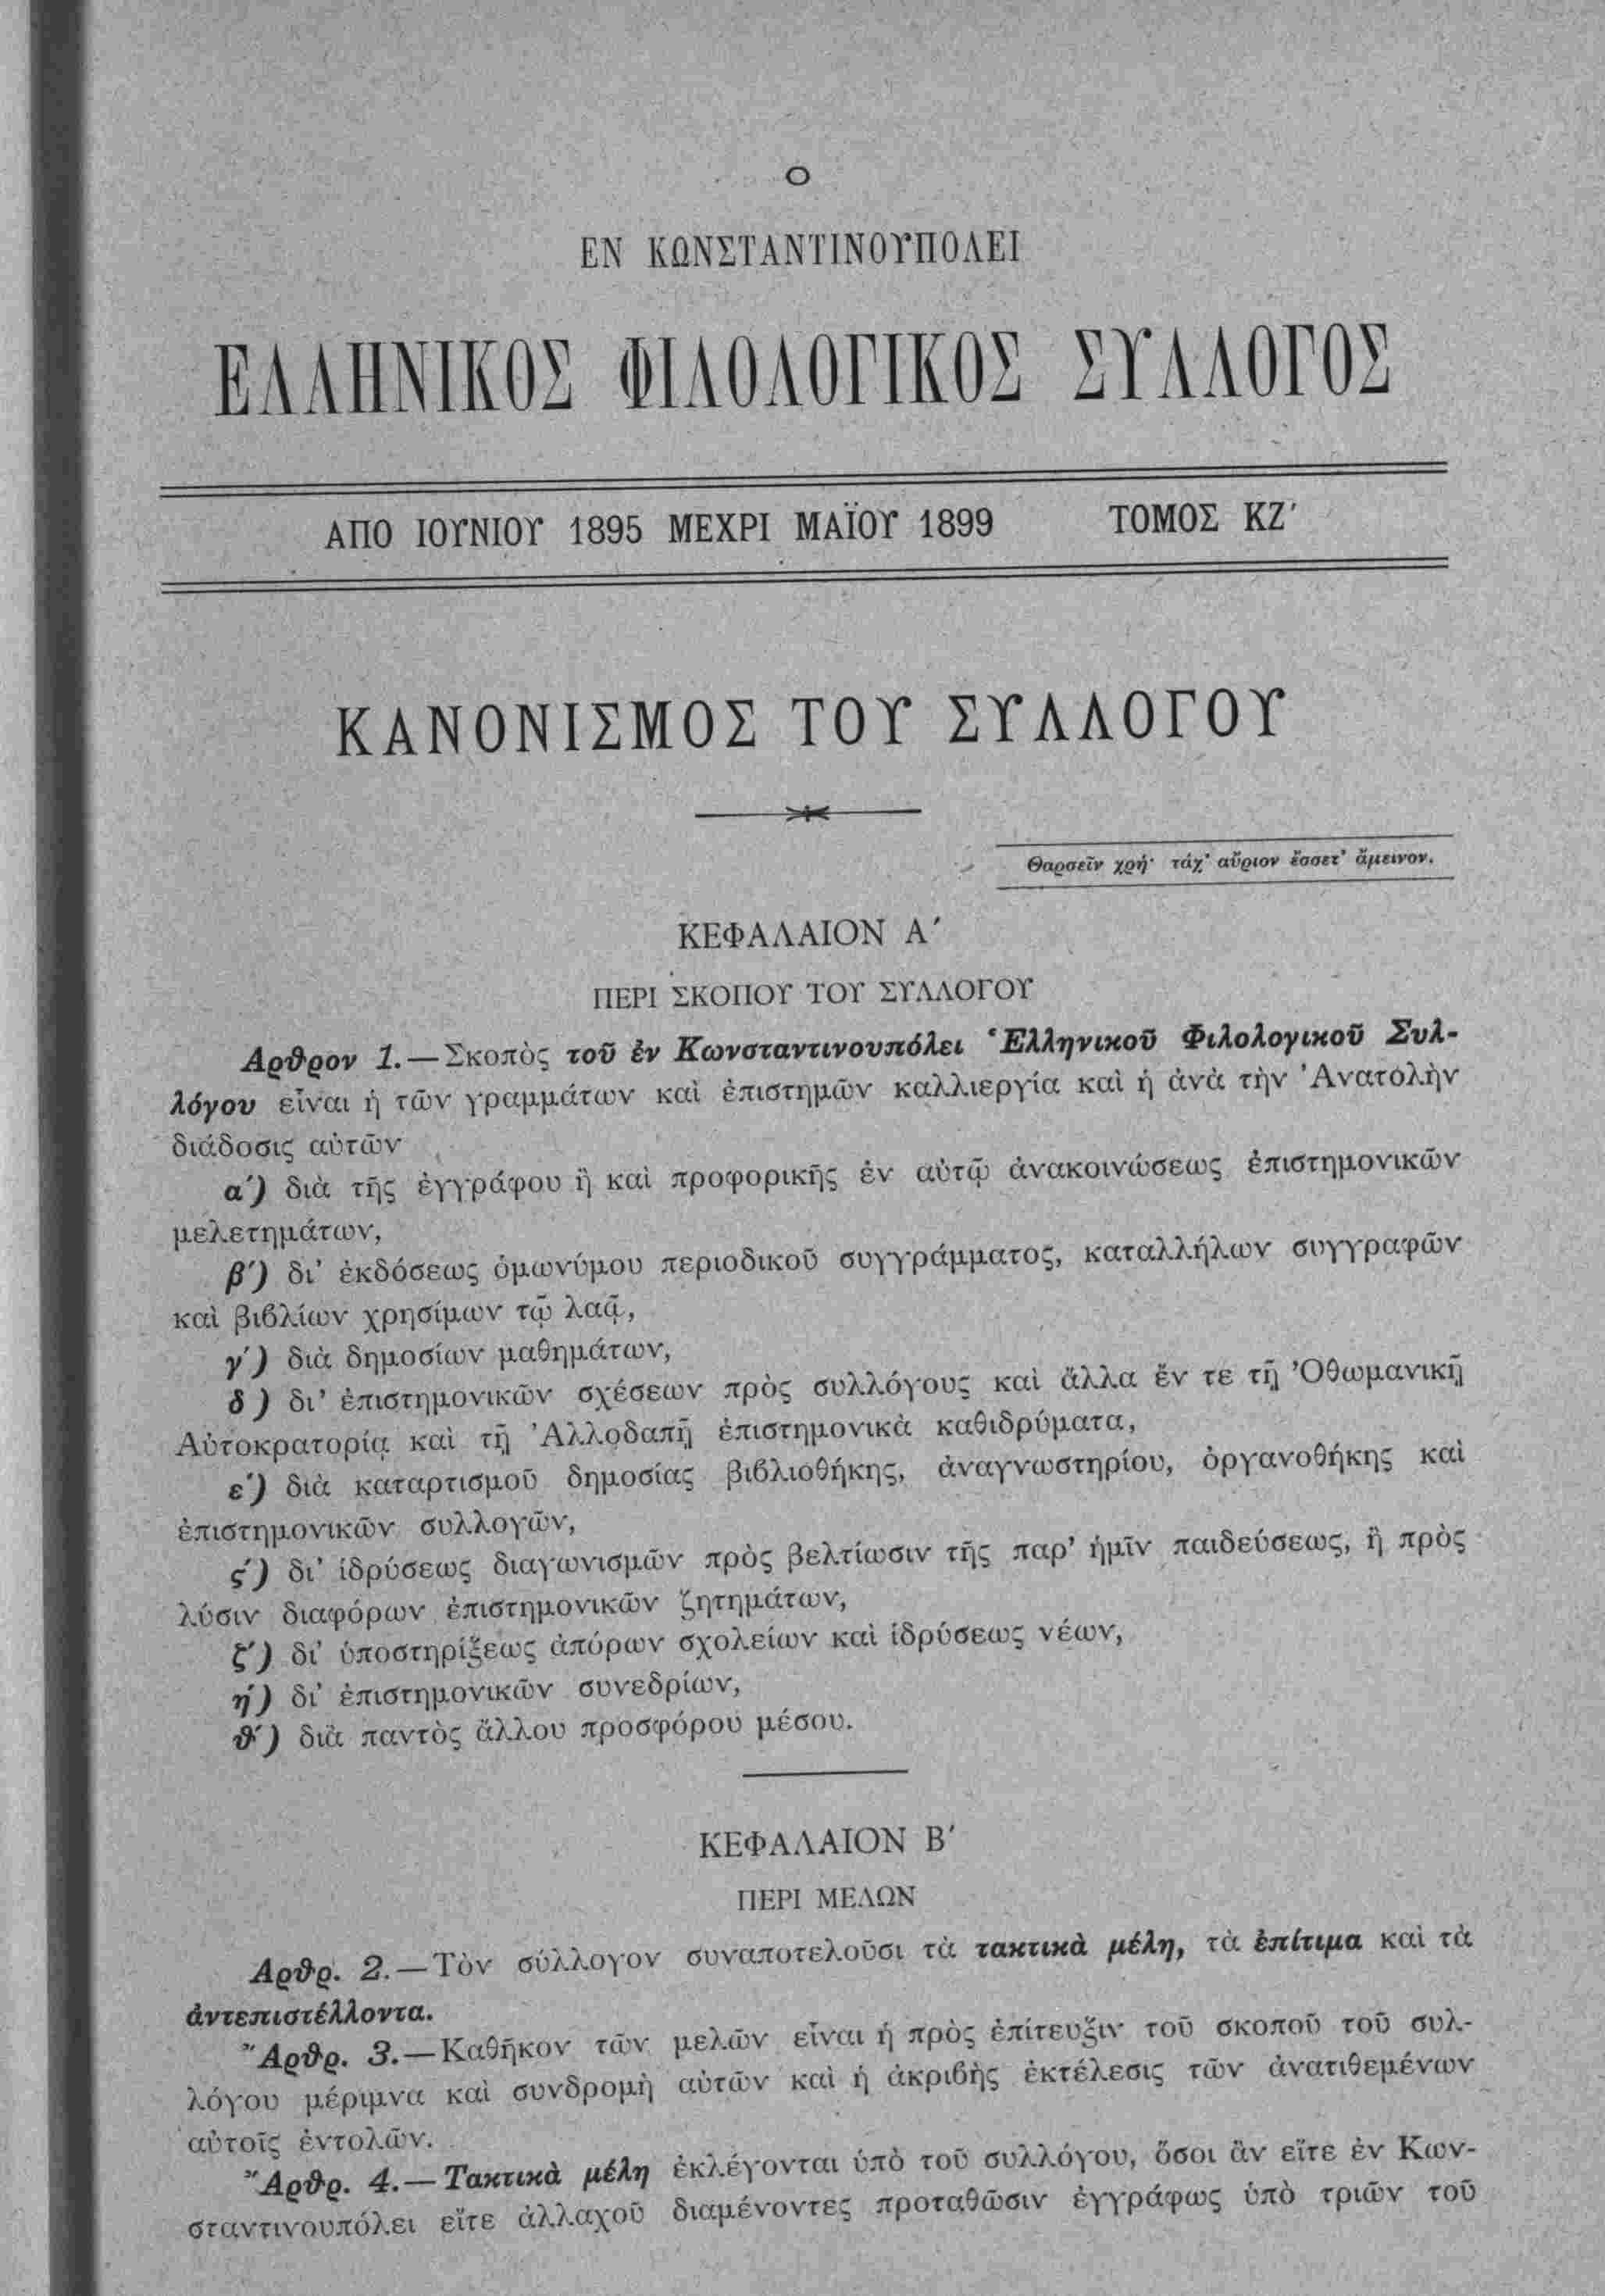 Ο
ΕΝ ΚΩΝΣΤΑΝΤΙΝΟΥΠΟΛΕΙ
ΕΛΛΗΝΙΚΟΣ ΦΙΛΟΛΟΓΙΚΟΣ ΣΥΛΛΟΓΟΣ
ΑΠΟ ΙΟΥΝΙΟΥ 1895 ΜΕΧΡΙ ΜΑΪΟΥ 1899 ΤΟΜΟΣ ΚΖ΄
ΚΑΝΟΝΙΣΜΟΣ ΤΟΥ ΣΥΛΛΟΓΟΥ
Θαρσεῖν χρή· τάχ’ αὔριον ἔσσετ’ ἄμεινον.
ΚΕΦΑΛΑΙΟΝ Α΄
ΠΕΡΙ ΣΚΟΠΟΥ ΤΟΥ ΣΥΛΛΟΓΟΥ
Αρθρον 1.—Σκοπὸς τοῦ ἐν Κωνσταντινουπόλει Ἑλληνικοῦ Φιλολογικοῦ Συλ-
λόγου εἶναι ἡ τῶν γραμμάτων καὶ ἐπιστημῶν καλλιεργία καὶ ἡ ἀνὰ τὴν Ἀνατολὴν
διάδοσις αὐτῶν
α΄) διὰ τῆς ἐγγράφου ἢ καὶ προφορικῆς ἐν αὐτῷ ἀνακοινώσεως ἐπιστημονικῶν
μελετημάτων,
β΄) δι’ ἐκδόσεως ὁμωνύμου περιοδικοῦ συγγράμματος, καταλλήλων συγγραφῶν
καὶ βιβλίων χρησίμων τῷ λαῷ,
γ΄) διὰ δημοσίων μαθημάτων,
δ ) δι’ ἐπιστημονικῶν σχέσεων πρὸς συλλόγους καὶ ἄλλα ἔν τε τῇ Ὀθωμανικῇ
Αὐτοκρατορίᾳ καὶ τῇ Ἀλλοδαπῇ ἐπιστημονικὰ καθιδρύματα,
ε΄) διὰ καταρτισμοῦ δημοσίας βιβλιοθήκης, ἀναγνωστηρίου, ὀργανοθήκης καὶ
ἐπιστημονικῶν συλλογῶν,
ς΄) δι’ ἱδρύσεως διαγωνισμῶν πρὸς βελτίωσιν τῆς παρ’ ἡμῖν παιδεύσεως, ἢ πρὸς
λύσιν διαφόρων ἐπιστημονικῶν ζητημάτων,
ζ΄) δι’ ὑποστηρίξεως ἀπόρων σχολείων καὶ ἱδρύσεως νέων,
η΄) δι’ ἐπιστημονικῶν συνεδρίων,
θ΄) διὰ παντὸς ἄλλου προσφόρου μέσου.
ΚΕΦΑΛΑΙΟΝ Β΄
ΠΕΡΙ ΜΕΛΩΝ
Αρθρ. 2.—Τὸν σύλλογον συναποτελοῦσι τὰ τακτικὰ μέλη, τὰ ἐπίτιμα καὶ τὰ
ἀντεπιστέλλοντα.
Ἄρθρ. 3.—Καθῆκον τῶν μελῶν εἶναι ἡ πρὸς ἐπίτευξιν τοῦ σκοποῦ τοῦ συλ-
λόγου μέριμνα καὶ συνδρομὴ αὐτῶν καὶ ἡ ἀκριβὴς ἐκτέλεσις τῶν ἀνατιθεμένων
αὐτοῖς ἐντολῶν.
Ἄρθρ. 4.—Τακτικὰ μέλη ἐκλέγονται ὑπὸ τοῦ συλλόγου, ὅσοι ἂν εἴτε ἐν Κων-
σταντινουπόλει εἴτε ἀλλαχοῦ διαμένοντες προταθῶσιν ἐγγράφως ὑπὸ τριῶν τοῦ